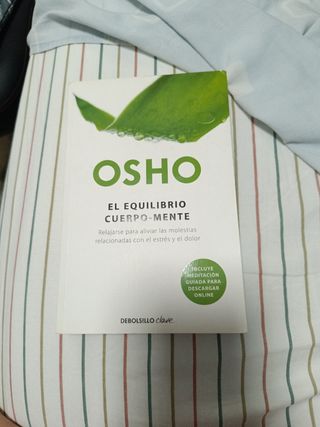 OSHO
EL EQUILIBRIO
CUERPO-MENTE
Relajarse para aliviar las molestias
relacionadas con el estrés y el dolor
INCLUYE
MEDITACIÓN
GUIADA PARA
DESCARGAR
ONLINE
DEBOLSILLO clave